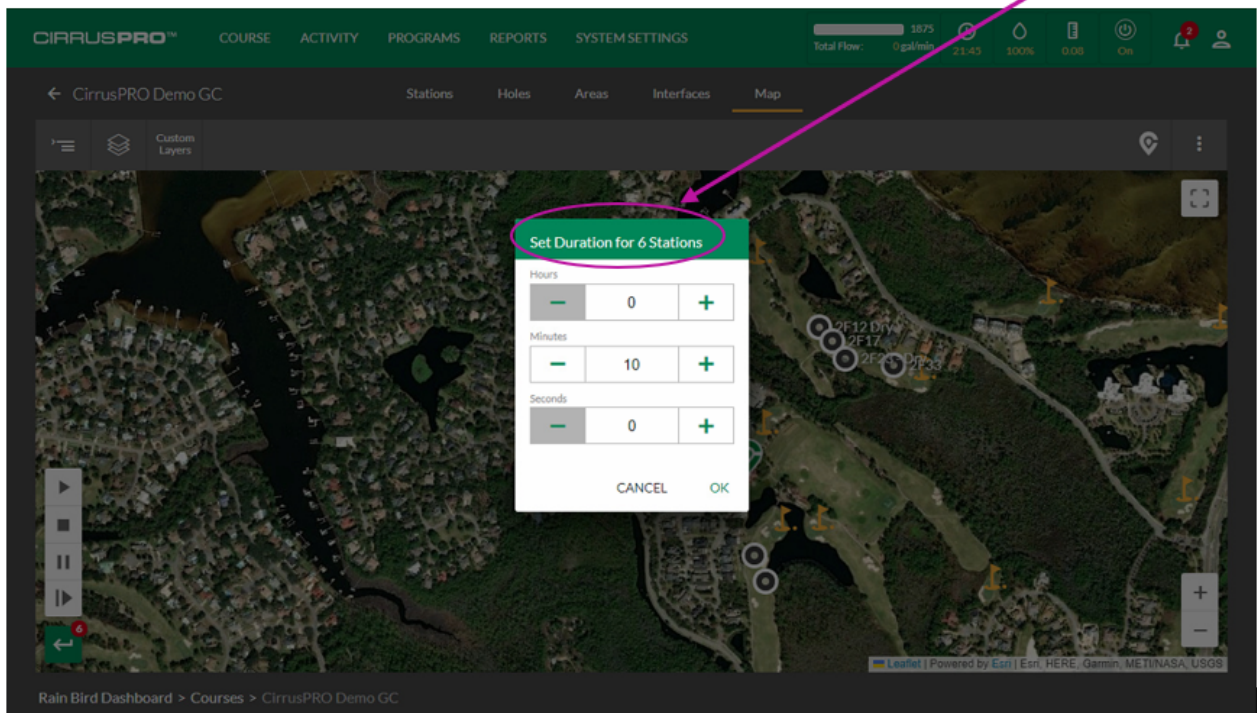 CIRRUSPRO™ COURSE ACTIVITY PROGRAMS REPORTS SYSTEM SETTINGS
1875
Total Flow: 0 gal/min 21:45 100% 0.08 On 2
CirrusPRO Demo GC Stations Holes Areas Interfaces Map
Custom
Layers
Set Duration for 6 Stations
Hours
0
Minutes
10
Seconds
0
CANCEL OK
2F12 Dry
2F17
2F33
6
Leaflet | Powered by Esri | Esri, HERE, Garmin, METI/NASA, USGS
Rain Bird Dashboard > Courses > CirrusPRO Demo GC